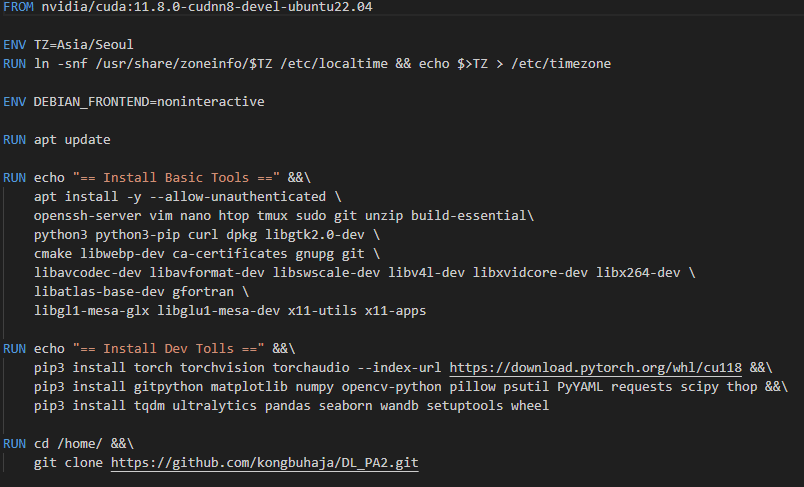 FROM nvidia/cuda:11.8.0-cudnn8-devel-ubuntu22.04
ENV TZ=Asia/Seoul
RUN ln -snf /usr/share/zoneinfo/$TZ /etc/localtime && echo $>TZ > /etc/timezone
ENV DEBIAN_FRONTEND=noninteractive
RUN apt update
RUN echo "== Install Basic Tools ==" &&\
    apt install -y --allow-unauthenticated \
    openssh-server vim nano htop tmux sudo git unzip build-essential\
    python3 python3-pip curl dpkg libgtk2.0-dev \
    cmake libwebp-dev ca-certificates gnupg git \
    libavcodec-dev libavformat-dev libswscale-dev libv4l-dev libxvidcore-dev libx264-dev \
    libatlas-base-dev gfortran \
    libgl1-mesa-glx libglu1-mesa-dev x11-utils x11-apps
RUN echo "== Install Dev Tolls ==" &&\
    pip3 install torch torchvision torchaudio --index-url https://download.pytorch.org/whl/cu118 &&\
    pip3 install gitpython matplotlib numpy opencv-python pillow psutil PyYAML requests scipy thop &&\
    pip3 install tqdm ultralytics pandas seaborn wandb setuptools wheel
RUN cd /home/ &&\
    git clone https://github.com/kongbuhaja/DL_PA2.git